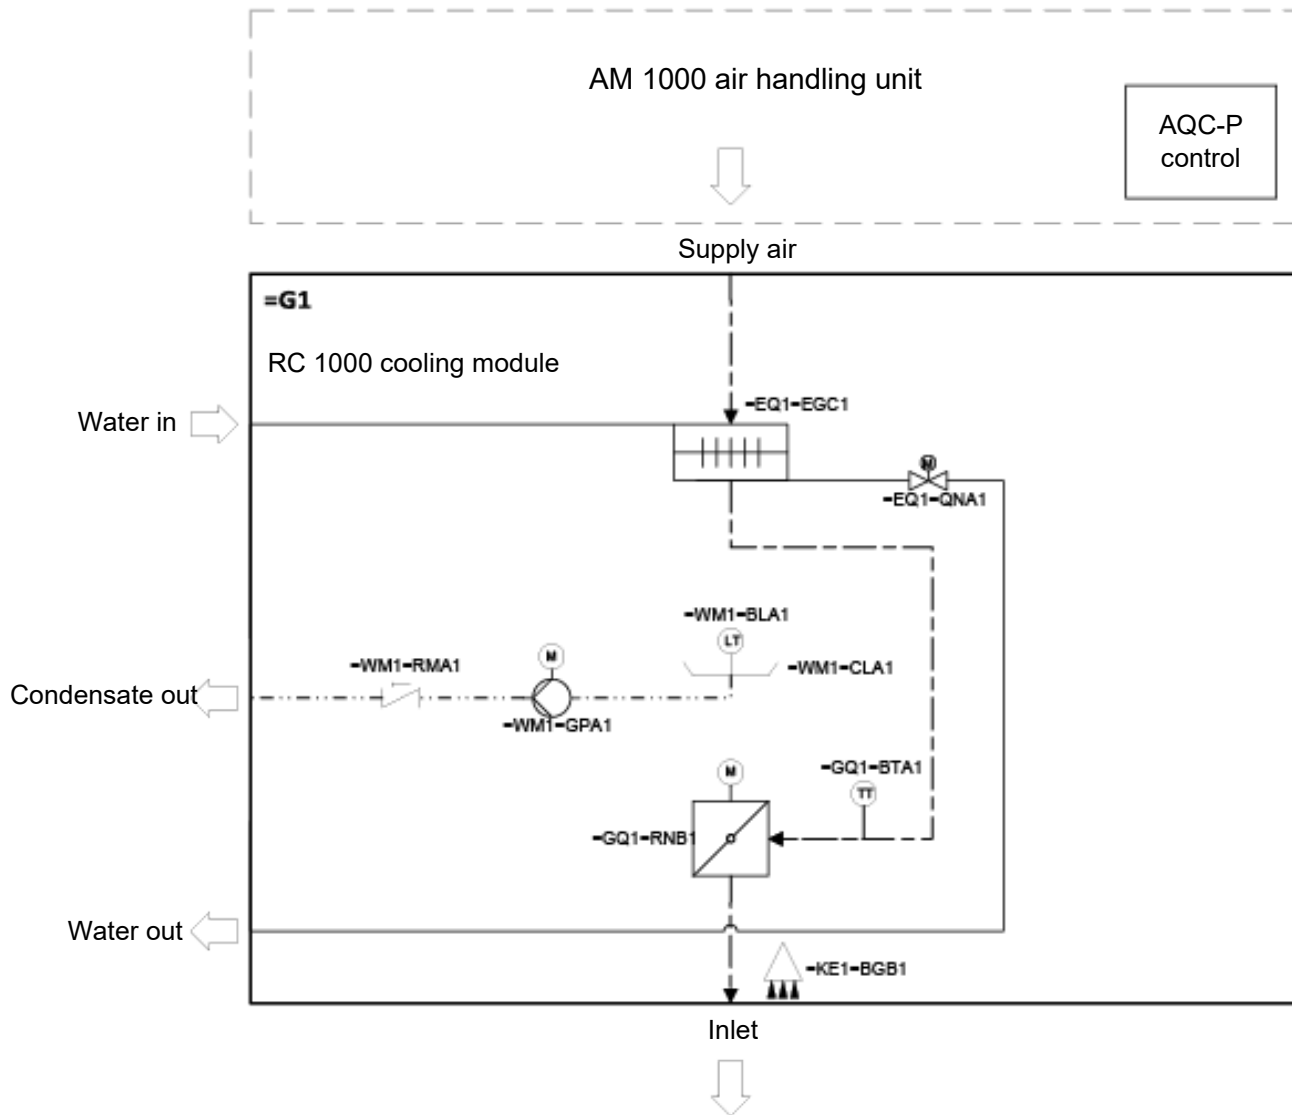 AM 1000 air handling unit
AQC-P
control
Supply air
=G1
RC 1000 cooling module
Water in
-EQ1-EGC1
M
-EQ1-QNA1
-WM1-BLA1
LT
-WM1-RMA1
M
-WM1-CLA1
Condensate out
-WM1-GPA1
M
-GQ1-BTA1
TT
-GQ1-RNB1
Water out
-KE1-BGB1
Inlet